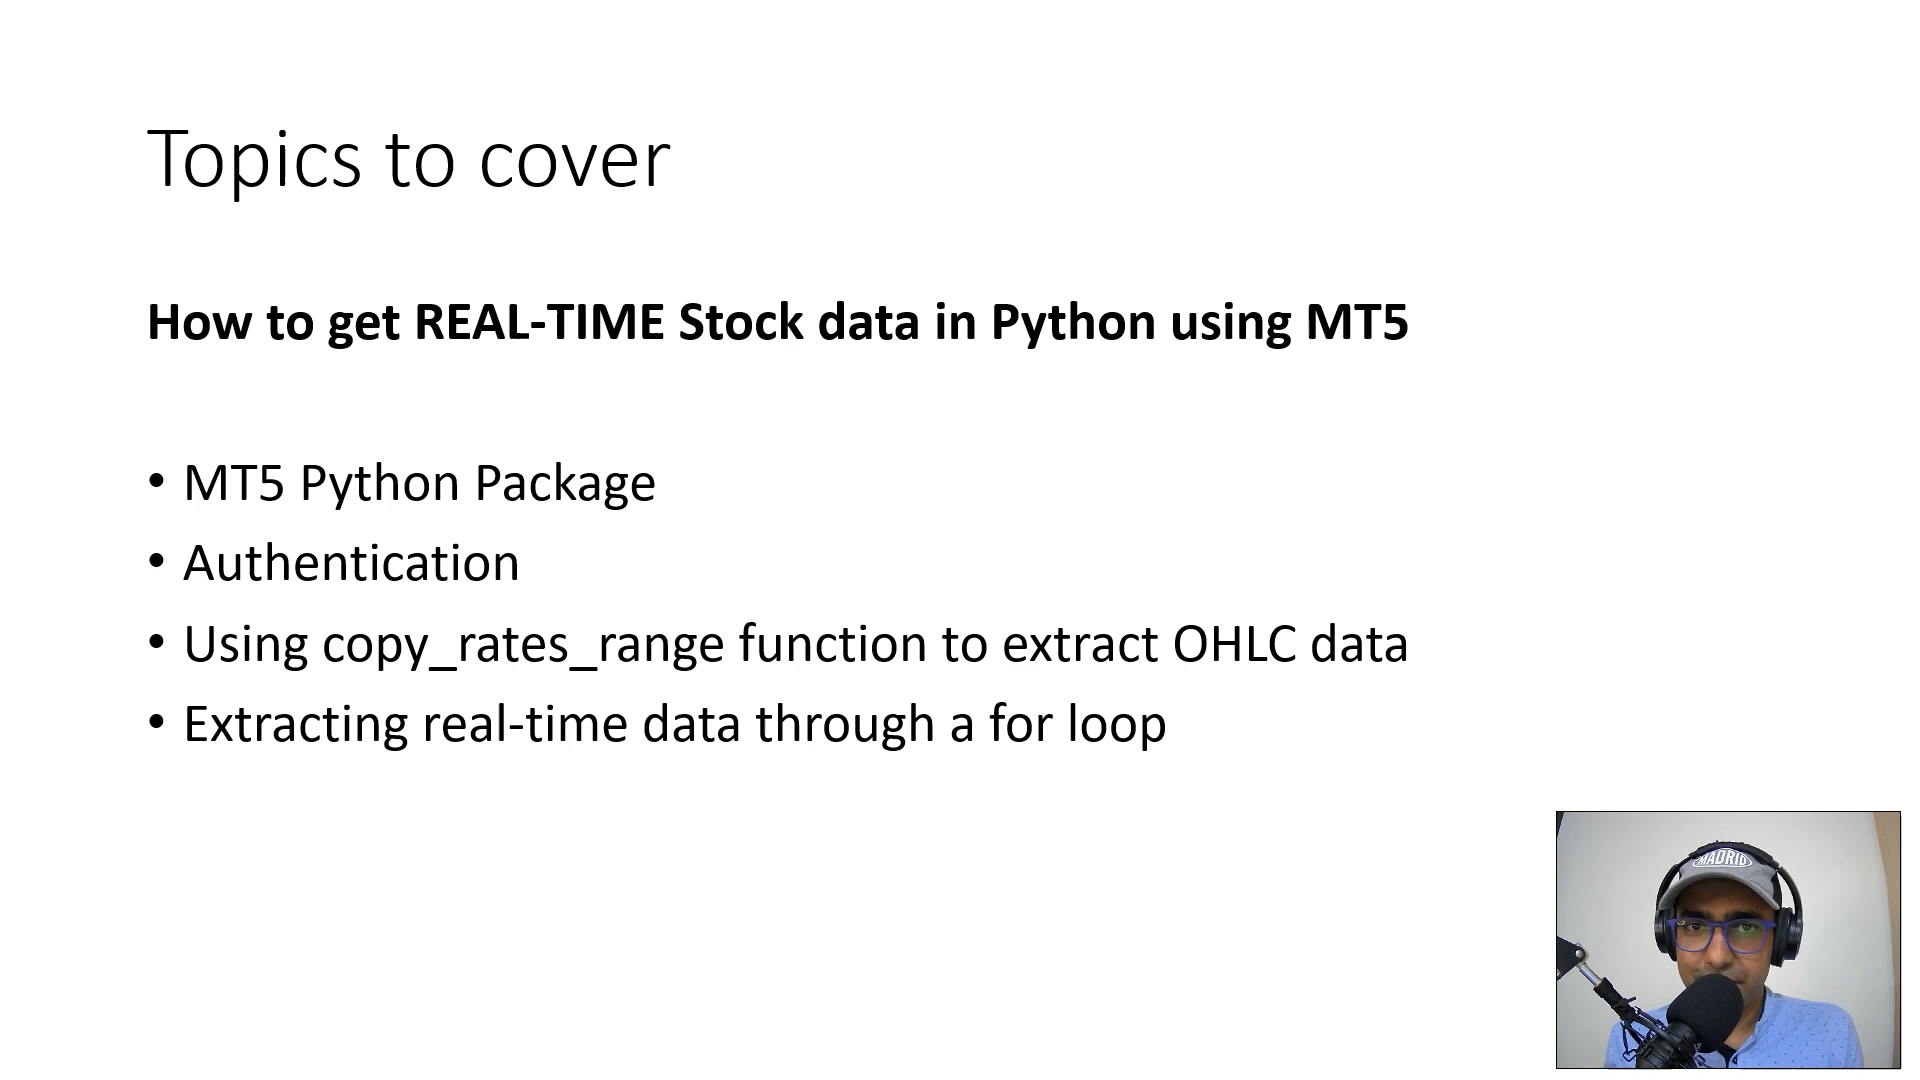 Topics to cover
How to get REAL-TIME Stock data in Python using MT5
• MT5 Python Package
• Authentication
• Using copy_rates_range function to extract OHLC data
• Extracting real-time data through a for loop
MADRID